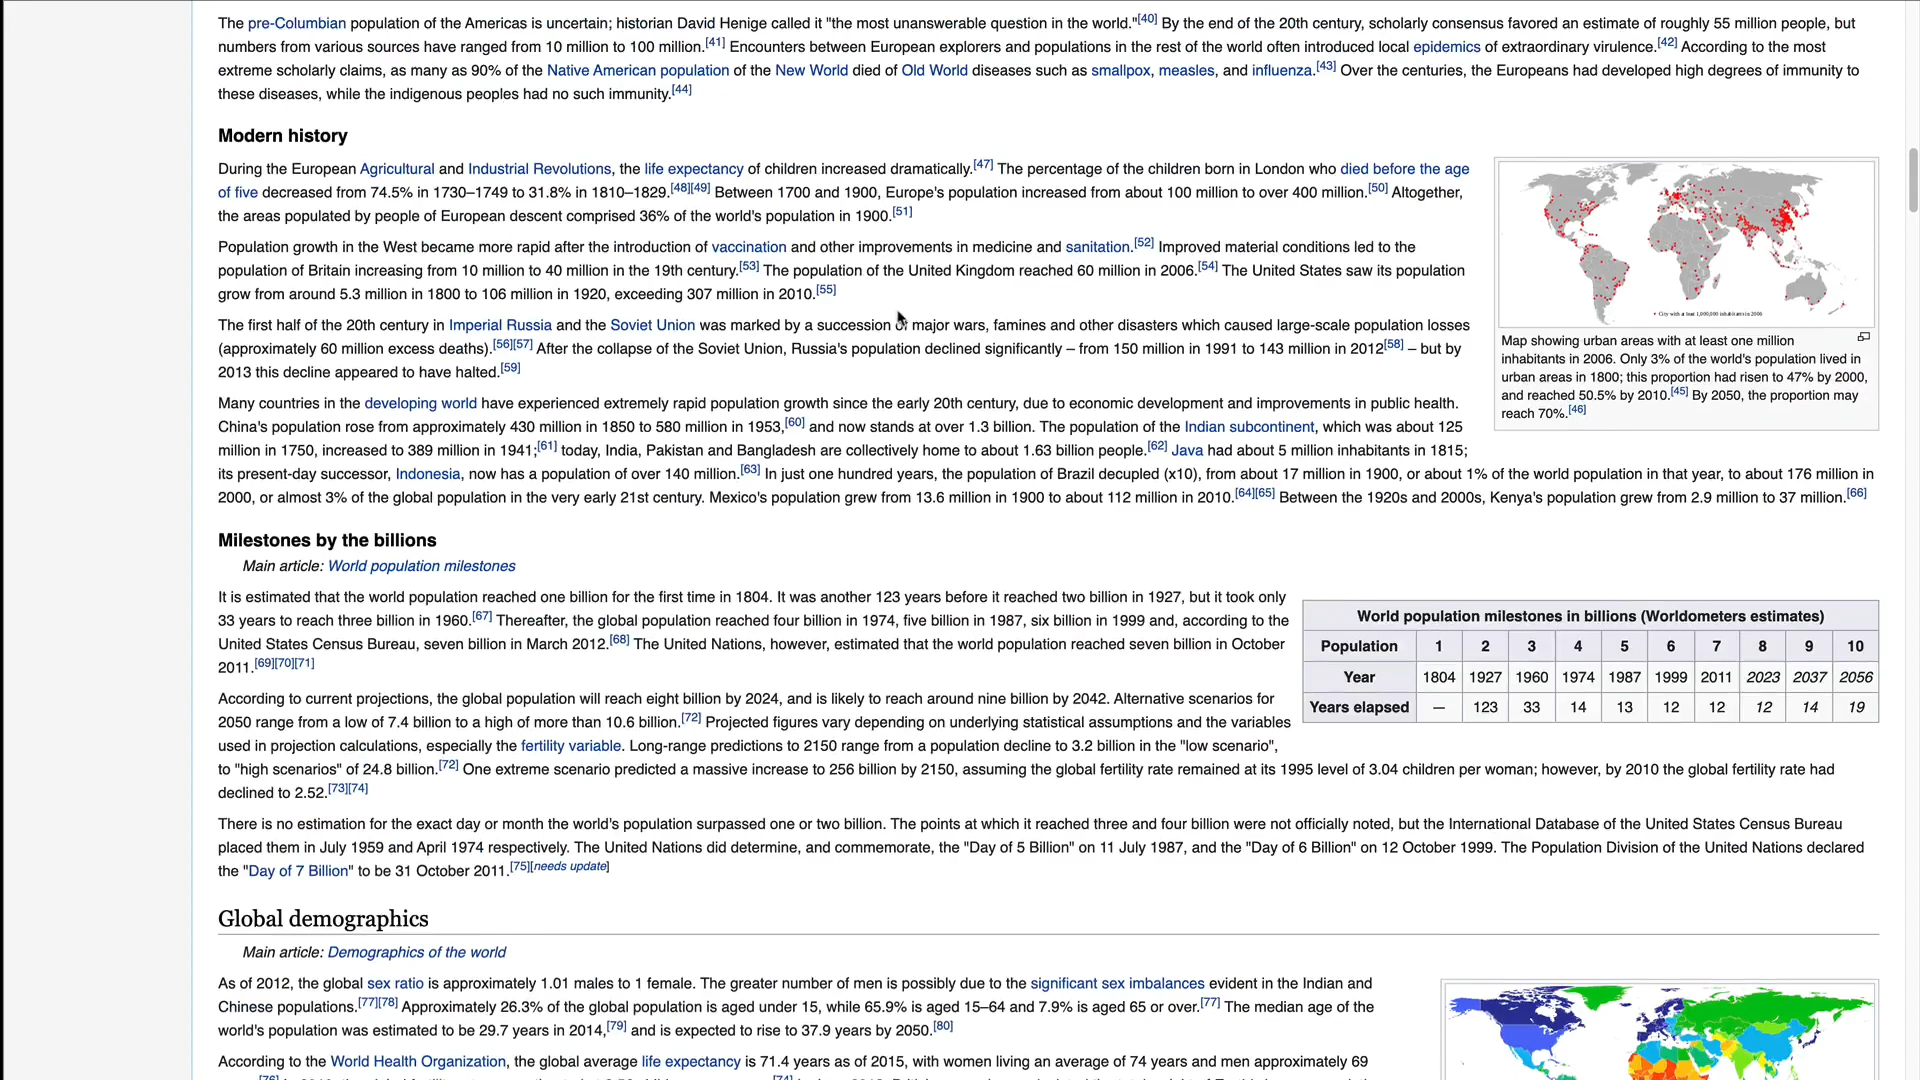 The pre-Columbian population of the Americas is uncertain; historian David Henige called it "the most unanswerable question in the world."[40] By the end of the 20th century, scholarly consensus favored an estimate of roughly 55 million people, but
numbers from various sources have ranged from 10 million to 100 million.[41] Encounters between European explorers and populations in the rest of the world often introduced local epidemics of extraordinary virulence.[42] According to the most
extreme scholarly claims, as many as 90% of the Native American population of the New World died of Old World diseases such as smallpox, measles, and influenza.[43] Over the centuries, the Europeans had developed high degrees of immunity to
these diseases, while the indigenous peoples had no such immunity.[44]
Modern history
During the European Agricultural and Industrial Revolutions, the life expectancy of children increased dramatically.[47] The percentage of the children born in London who died before the age
of five decreased from 74.5% in 1730–1749 to 31.8% in 1810–1829.[48][49] Between 1700 and 1900, Europe's population increased from about 100 million to over 400 million.[50] Altogether,
the areas populated by people of European descent comprised 36% of the world's population in 1900.[51]
Population growth in the West became more rapid after the introduction of vaccination and other improvements in medicine and sanitation.[52] Improved material conditions led to the
population of Britain increasing from 10 million to 40 million in the 19th century.[53] The population of the United Kingdom reached 60 million in 2006.[54] The United States saw its population
grow from around 5.3 million in 1800 to 106 million in 1920, exceeding 307 million in 2010.[55]
The first half of the 20th century in Imperial Russia and the Soviet Union was marked by a succession of major wars, famines and other disasters which caused large-scale population losses
(approximately 60 million excess deaths).[56][57] After the collapse of the Soviet Union, Russia's population declined significantly – from 150 million in 1991 to 143 million in 2012[58] – but by
2013 this decline appeared to have halted.[59]
City with at least 1,000,000 inhabitants in 2006
Map showing urban areas with at least one million
inhabitants in 2006. Only 3% of the world's population lived in
urban areas in 1800; this proportion had risen to 47% by 2000,
and reached 50.5% by 2010.[45] By 2050, the proportion may
reach 70%.[46]
Many countries in the developing world have experienced extremely rapid population growth since the early 20th century, due to economic development and improvements in public health.
China's population rose from approximately 430 million in 1850 to 580 million in 1953,[60] and now stands at over 1.3 billion. The population of the Indian subcontinent, which was about 125
million in 1750, increased to 389 million in 1941;[61] today, India, Pakistan and Bangladesh are collectively home to about 1.63 billion people.[62] Java had about 5 million inhabitants in 1815;
its present-day successor, Indonesia, now has a population of over 140 million.[63] In just one hundred years, the population of Brazil decupled (x10), from about 17 million in 1900, or about 1% of the world population in that year, to about 176 million in
2000, or almost 3% of the global population in the very early 21st century. Mexico's population grew from 13.6 million in 1900 to about 112 million in 2010.[64][65] Between the 1920s and 2000s, Kenya's population grew from 2.9 million to 37 million.[66]
Milestones by the billions
Main article: World population milestones
It is estimated that the world population reached one billion for the first time in 1804. It was another 123 years before it reached two billion in 1927, but it took only
33 years to reach three billion in 1960.[67] Thereafter, the global population reached four billion in 1974, five billion in 1987, six billion in 1999 and, according to the
United States Census Bureau, seven billion in March 2012.[68] The United Nations, however, estimated that the world population reached seven billion in October
2011.[69][70][71]
World population milestones in billions (Worldometers estimates)
Population 1 2 3 4 5 6 7 8 9 10
Year 1804 1927 1960 1974 1987 1999 2011 2023 2037 2056
Years elapsed — 123 33 14 13 12 12 12 14 19
According to current projections, the global population will reach eight billion by 2024, and is likely to reach around nine billion by 2042. Alternative scenarios for
2050 range from a low of 7.4 billion to a high of more than 10.6 billion.[72] Projected figures vary depending on underlying statistical assumptions and the variables
used in projection calculations, especially the fertility variable. Long-range predictions to 2150 range from a population decline to 3.2 billion in the "low scenario",
to "high scenarios" of 24.8 billion.[72] One extreme scenario predicted a massive increase to 256 billion by 2150, assuming the global fertility rate remained at its 1995 level of 3.04 children per woman; however, by 2010 the global fertility rate had
declined to 2.52.[73][74]
There is no estimation for the exact day or month the world's population surpassed one or two billion. The points at which it reached three and four billion were not officially noted, but the International Database of the United States Census Bureau
placed them in July 1959 and April 1974 respectively. The United Nations did determine, and commemorate, the "Day of 5 Billion" on 11 July 1987, and the "Day of 6 Billion" on 12 October 1999. The Population Division of the United Nations declared
the "Day of 7 Billion" to be 31 October 2011.[75][needs update]
Global demographics
Main article: Demographics of the world
As of 2012, the global sex ratio is approximately 1.01 males to 1 female. The greater number of men is possibly due to the significant sex imbalances evident in the Indian and
Chinese populations.[77][78] Approximately 26.3% of the global population is aged under 15, while 65.9% is aged 15–64 and 7.9% is aged 65 or over.[77] The median age of the
world's population was estimated to be 29.7 years in 2014,[79] and is expected to rise to 37.9 years by 2050.[80]
According to the World Health Organization, the global average life expectancy is 71.4 years as of 2015, with women living an average of 74 years and men approximately 69